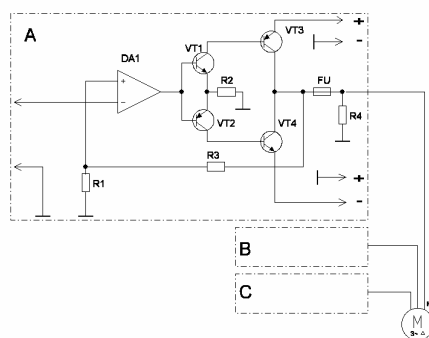 A
+
-
DA1
VT1
VT3
+
-
R2
FU
VT2
VT4
R4
R3
R1
+
-
B
C
M
3~ △